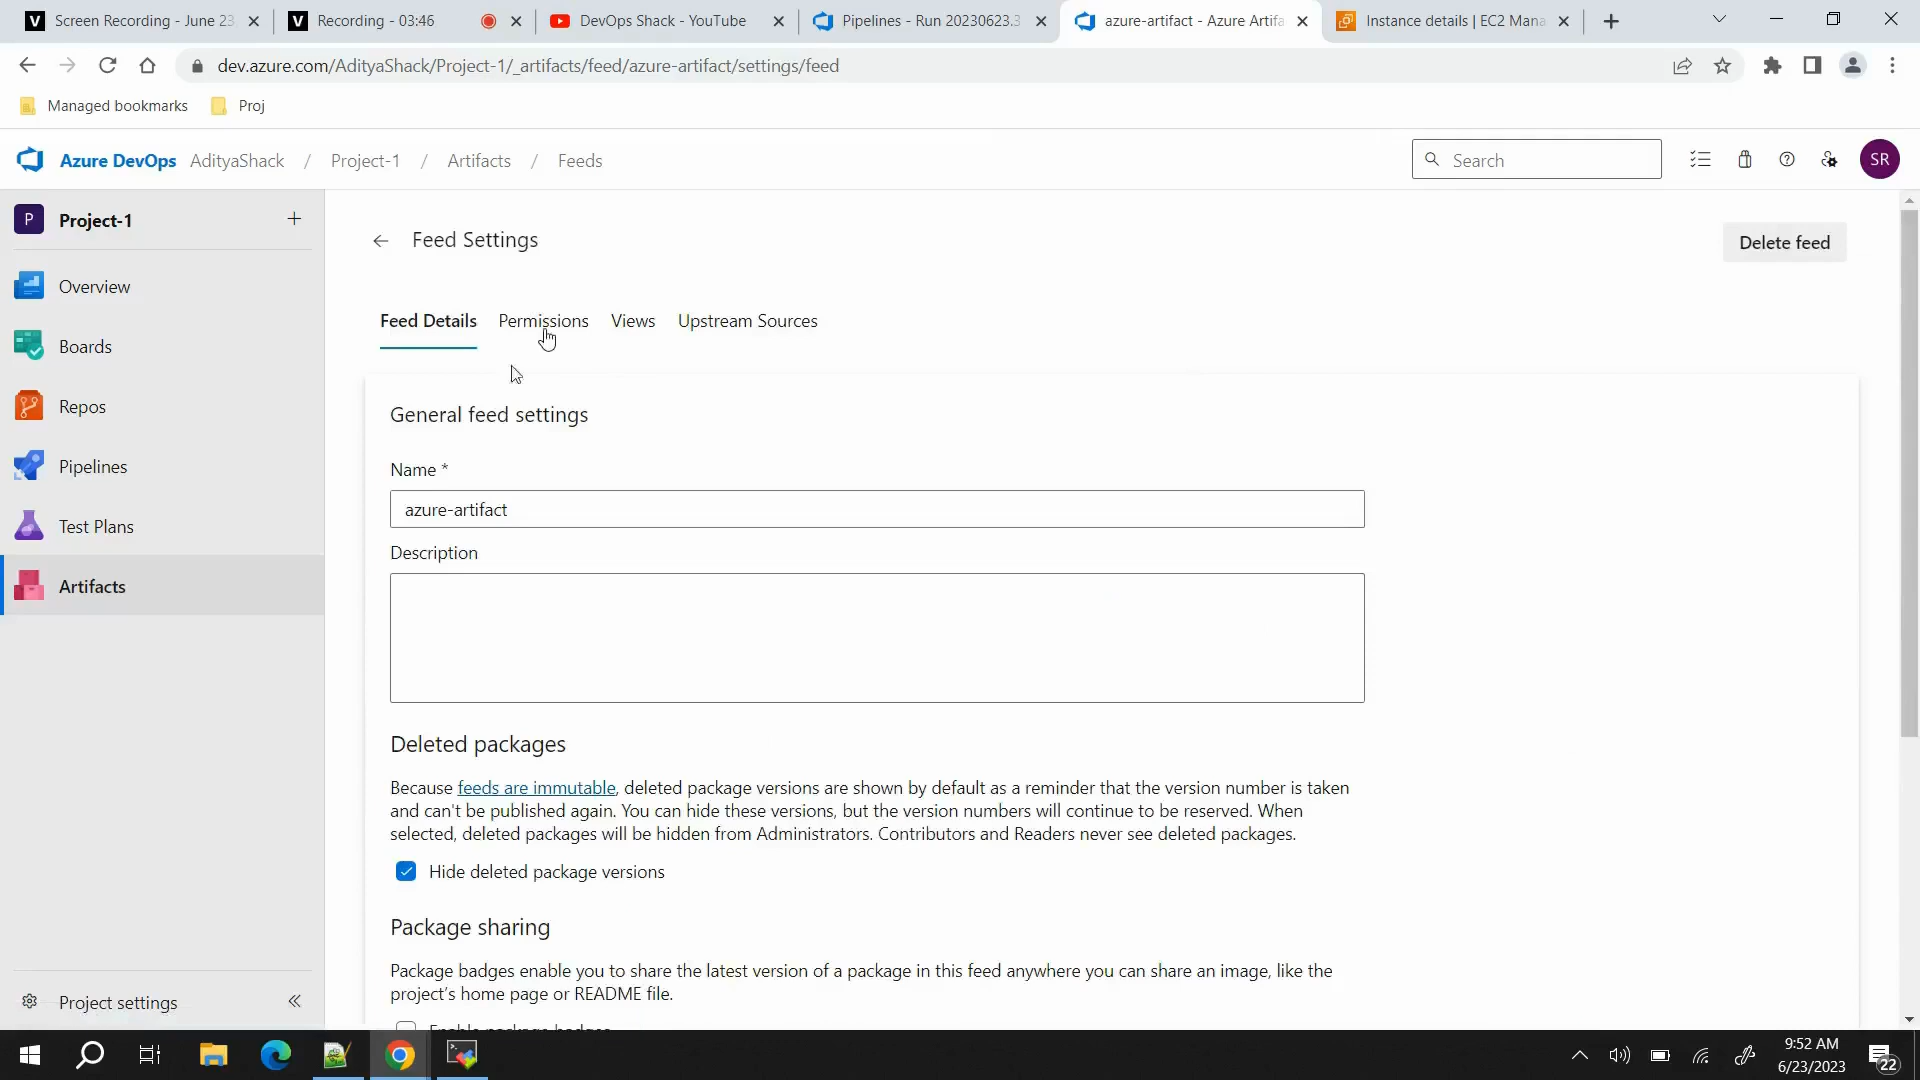 Screen Recording - June 23
Recording - 03:46
DevOps Shack - YouTube
Pipelines - Run 20230623.3
azure-artifact - Azure Artifa
Instance details | EC2 Mana
dev.azure.com/AdityaShack/Project-1/_artifacts/feed/azure-artifact/settings/feed
Managed bookmarks
Proj
Azure DevOps AdityaShack / Project-1 / Artifacts / Feeds
Search
SR
P Project-1
Overview
Boards
Repos
Pipelines
Test Plans
Artifacts
Project settings
Feed Settings
Delete feed
Feed Details Permissions Views Upstream Sources
General feed settings
Name *
azure-artifact
Description
Deleted packages
Because feeds are immutable, deleted package versions are shown by default as a reminder that the version number is taken
and can't be published again. You can hide these versions, but the version numbers will continue to be reserved. When
selected, deleted packages will be hidden from Administrators. Contributors and Readers never see deleted packages.
Hide deleted package versions
Package sharing
Package badges enable you to share the latest version of a package in this feed anywhere you can share an image, like the
project's home page or README file.
Enable package badges
9:52 AM
6/23/2023
22